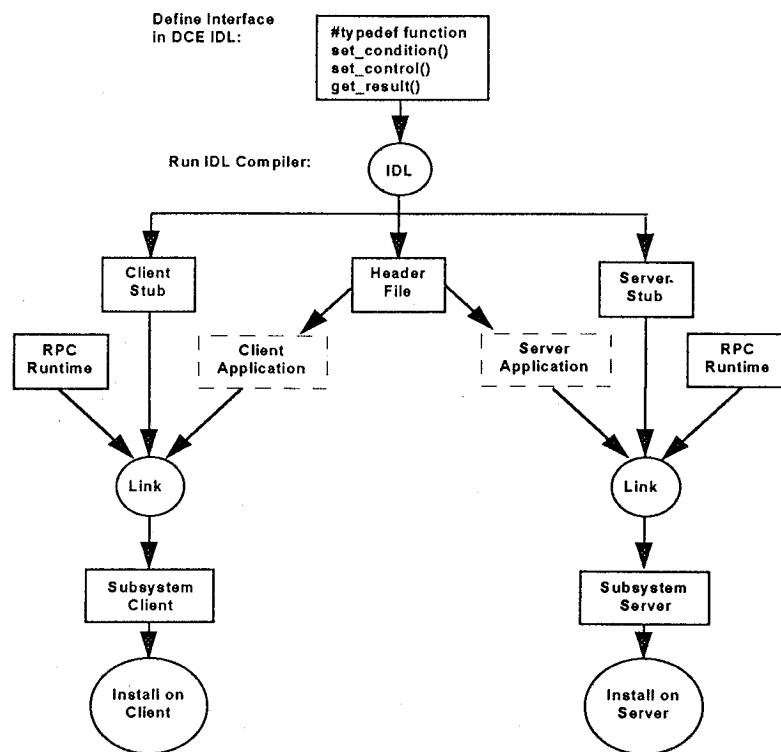 Define Interface
in DCE IDL:
#typedef function
set_condition()
set_control()
get_result()
Run IDL Compiler:
IDL
Client
Stub
Header
File
Server-
Stub
RPC
Runtime
Client
Application
Server
Application
RPC
Runtime
Link
Link
Subsystem
Client
Subsystem
Server
Install on
Client
Install on
Server